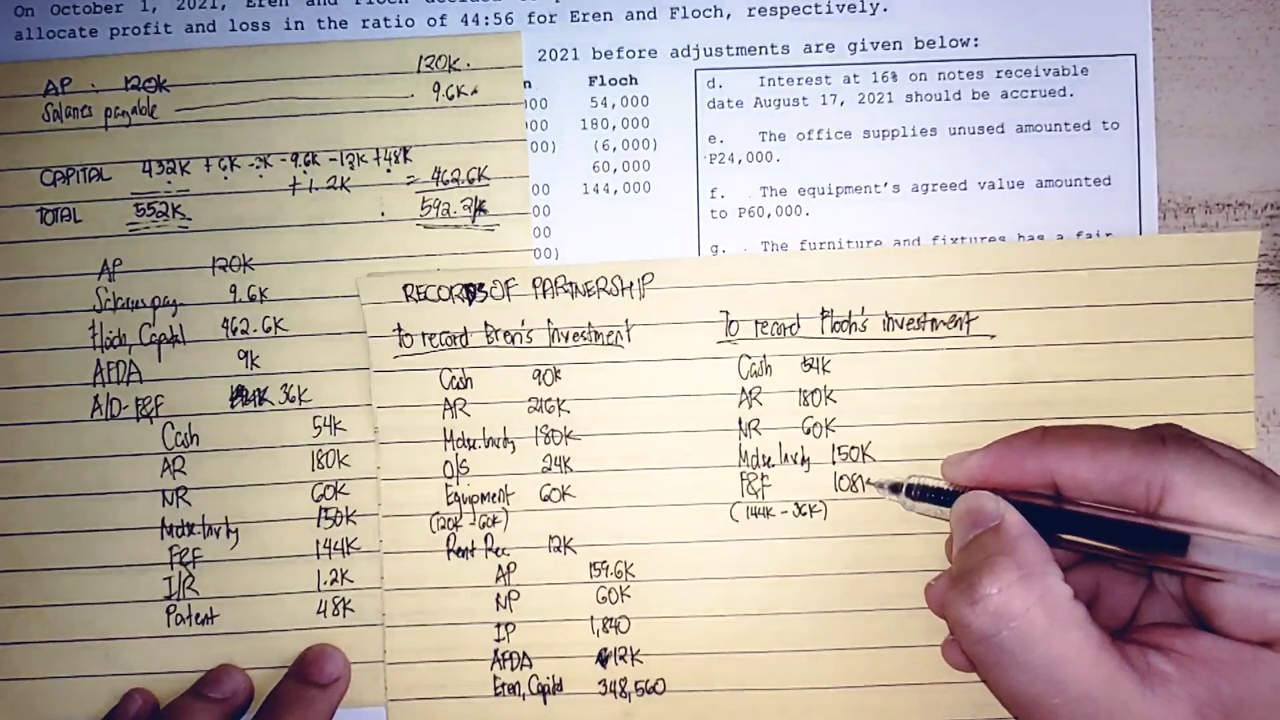 On October 1, 2021, Eren and Floch
allocate profit and loss in the ratio of 44:56 for Eren and Floch, respectively.
2021 before adjustments are given below:
n Floch
00 54,000
00 180,000
00) (6,000)
60,000
00 144,000
00
00
00)
d. Interest at 16% on notes receivable
date August 17, 2021 should be accrued.
e. The office supplies unused amounted to
P24,000.
f. The equipment's agreed value amounted
to P60,000.
g. The furniture and fixtures has a fair
AP : 120K 120K.
Salaries payable 9.6K
CAPITAL 432K + 6K -3K -9.6K -12K +48K
+1.2K = 462.6K
TOTAL 552K 592.2K
AP 120K
Salaries pay. 9.6K
Floch, Capital 462.6K
AFDA 9K
A/D-F&F 36K
Cash 54K
AR 180K
NR 60K
Mdse. Invty 150K
F&F 144K
I/R 1.2K
Patent 48K
RECORDS OF PARTNERSHIP
To record Eren's Investment
Cash 90K
AR 216K
Mdse. Invty 180K
O/S 24K
Equipment 60K
(120K - 60K)
Rent Rec 12K
AP 159.6K
NP 60K
IP 1,840
AFDA 12K
Eren, Capital 348,560
To record Floch's investment
Cash 54K
AR 180K
NR 60K
Mdse. Invty 150K
F&F 108K
(144K - 36K)